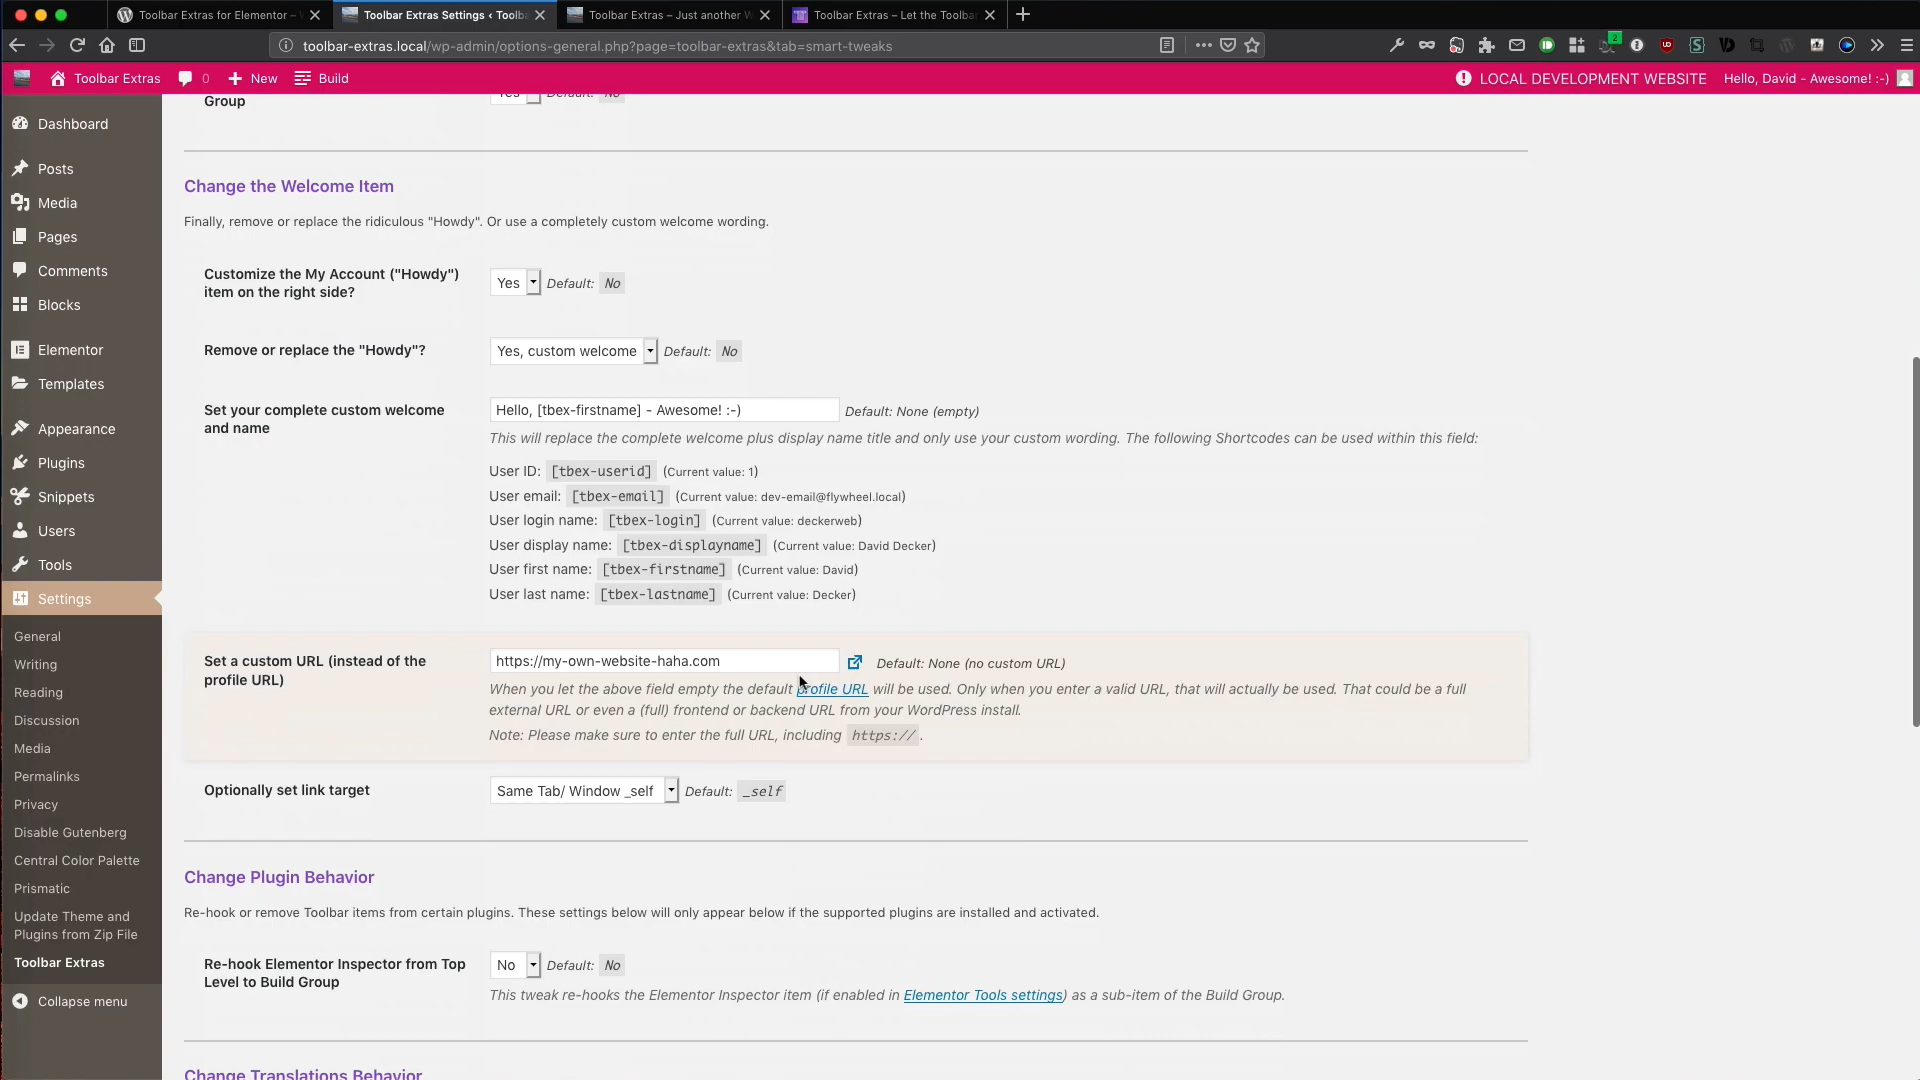 Toolbar Extras for Elementor –
Toolbar Extras Settings ‹ Toolb
Toolbar Extras – Just another W
Toolbar Extras – Let the Toolba
toolbar-extras.local/wp-admin/options-general.php?page=toolbar-extras&tab=smart-tweaks
2
Toolbar Extras
0
New
Build
LOCAL DEVELOPMENT WEBSITE
Hello, David - Awesome! :-)
Dashboard
Posts
Media
Pages
Comments
Blocks
Elementor
Templates
Appearance
Plugins
Snippets
Users
Tools
Settings
General
Writing
Reading
Discussion
Media
Permalinks
Privacy
Disable Gutenberg
Central Color Palette
Prismatic
Update Theme and
Plugins from Zip File
Toolbar Extras
Collapse menu
Group
Yes Default: No
Change the Welcome Item
Finally, remove or replace the ridiculous "Howdy". Or use a completely custom welcome wording.
Customize the My Account ("Howdy")
item on the right side?
Yes Default: No
Remove or replace the "Howdy"?
Yes, custom welcome Default: No
Set your complete custom welcome
and name
Hello, [tbex-firstname] - Awesome! :-) Default: None (empty)
This will replace the complete welcome plus display name title and only use your custom wording. The following Shortcodes can be used within this field:
User ID: [tbex-userid] (Current value: 1)
User email: [tbex-email] (Current value: dev-email@flywheel.local)
User login name: [tbex-login] (Current value: deckerweb)
User display name: [tbex-displayname] (Current value: David Decker)
User first name: [tbex-firstname] (Current value: David)
User last name: [tbex-lastname] (Current value: Decker)
Set a custom URL (instead of the
profile URL)
https://my-own-website-haha.com Default: None (no custom URL)
When you let the above field empty the default profile URL will be used. Only when you enter a valid URL, that will actually be used. That could be a full
external URL or even a (full) frontend or backend URL from your WordPress install.
Note: Please make sure to enter the full URL, including https:// .
Optionally set link target
Same Tab/ Window _self Default: _self
Change Plugin Behavior
Re-hook or remove Toolbar items from certain plugins. These settings below will only appear below if the supported plugins are installed and activated.
Re-hook Elementor Inspector from Top
Level to Build Group
No Default: No
This tweak re-hooks the Elementor Inspector item (if enabled in Elementor Tools settings) as a sub-item of the Build Group.
Change Translations Behavior